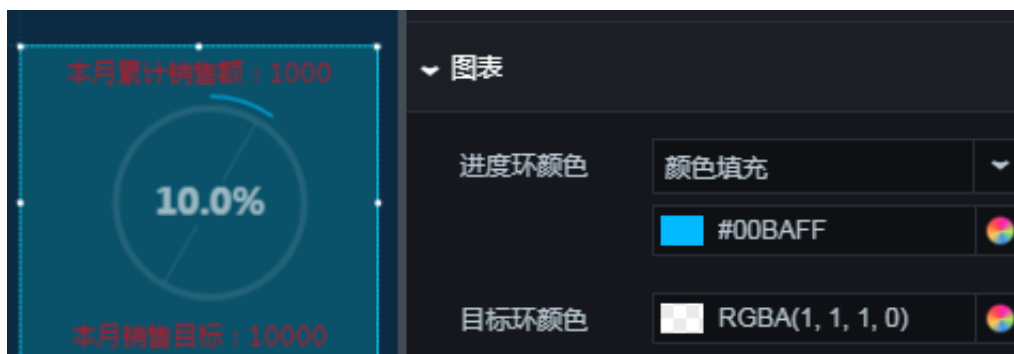 本月累计销售额：1000
10.0%
本月销售目标：10000
图表
进度环颜色
颜色填充
#00BAFF
目标环颜色
RGBA(1, 1, 1, 0)